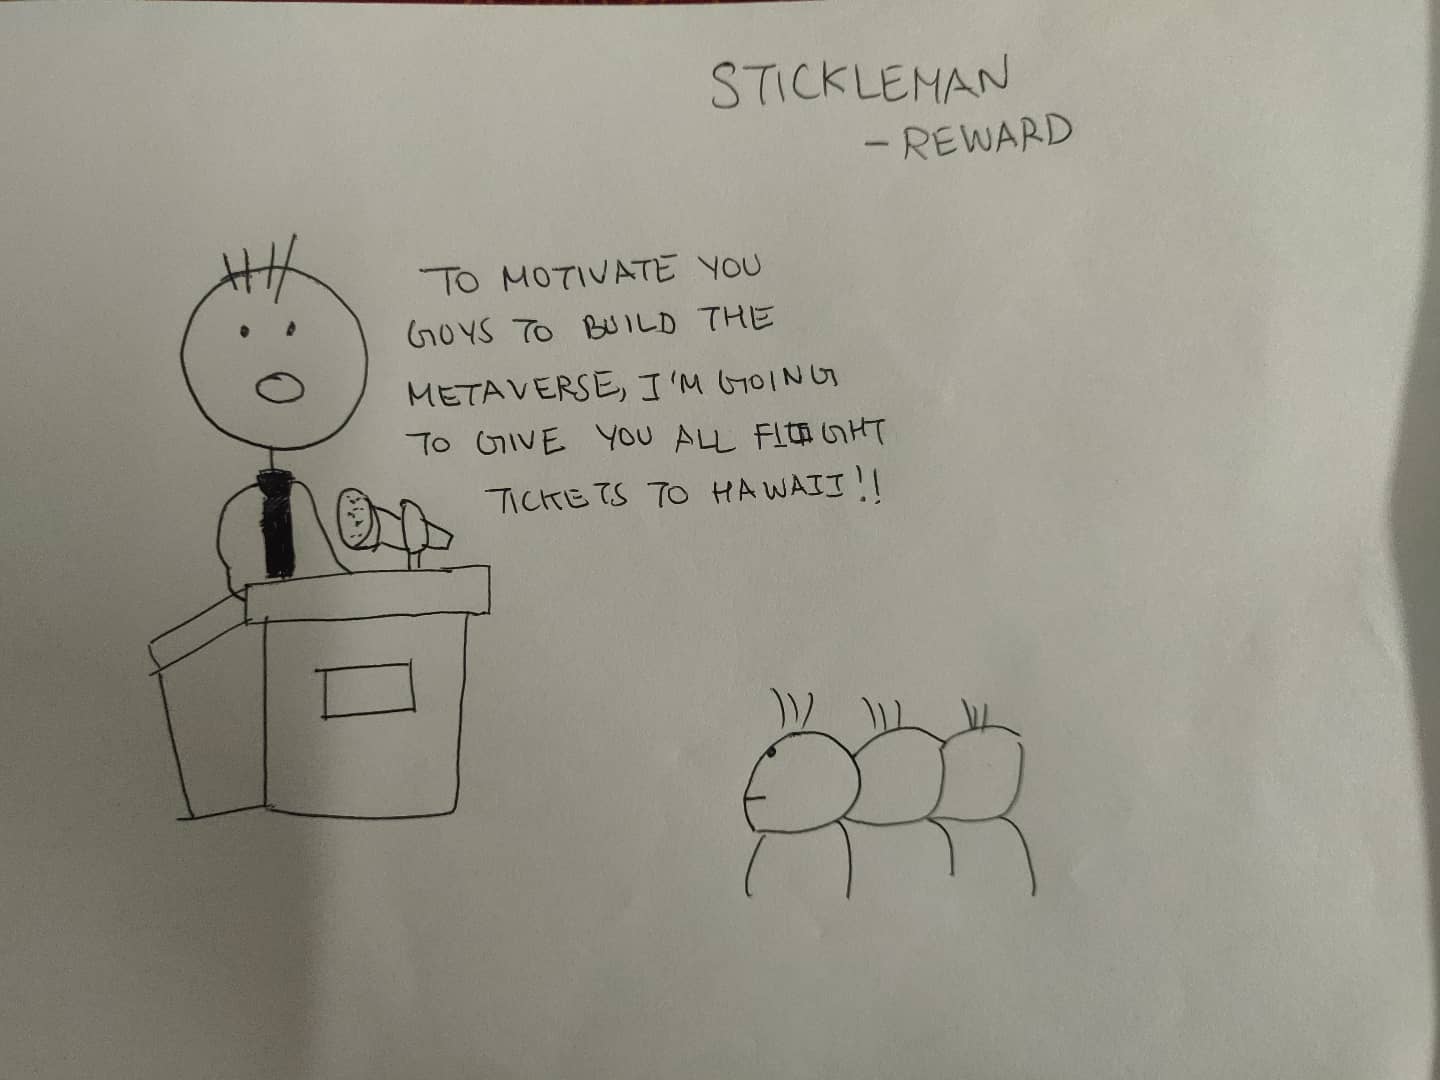 STICKLEMAN
- REWARD
TO MOTIVATE YOU
GUYS TO BUILD THE
METAVERSE, I'M GOING
TO GIVE YOU ALL FLIGHT
TICKETS TO HAWAII!!